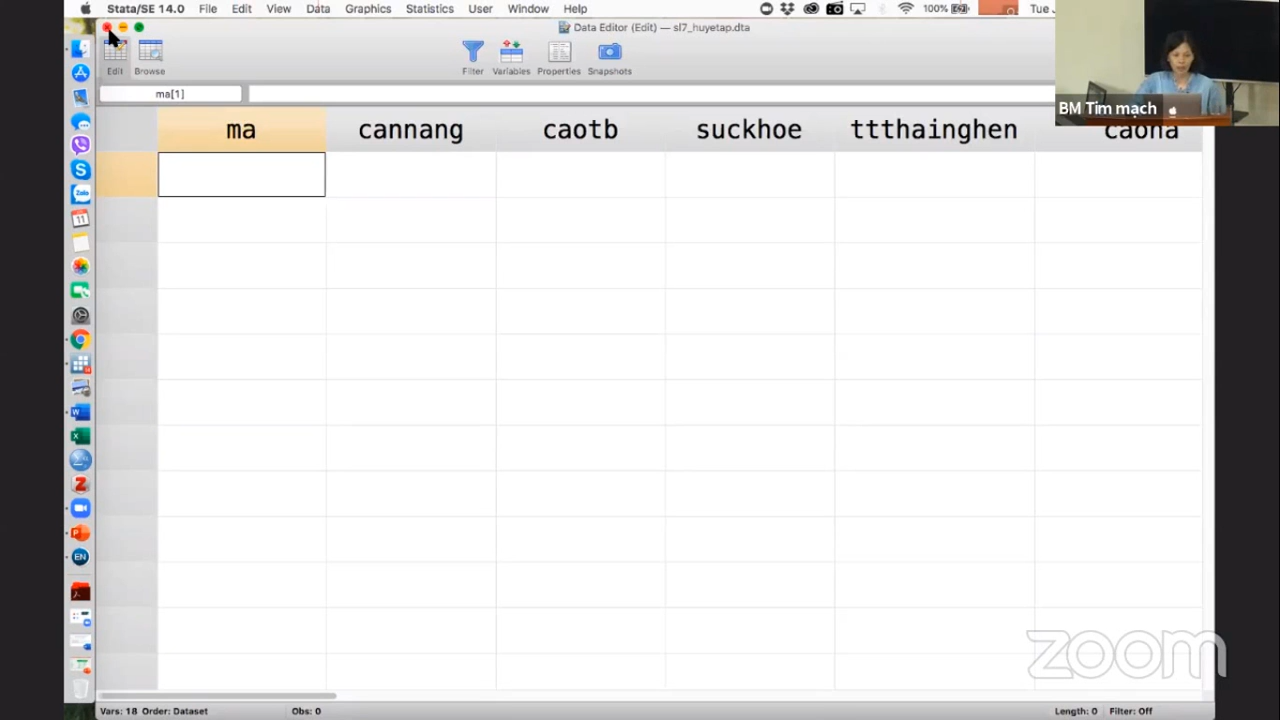 Stata/SE 14.0 File Edit View Data Graphics Statistics User Window Help 100% Tue
Data Editor (Edit) — sl7_huyetap.dta
Edit Browse Filter Variables Properties Snapshots
ma[1]
BM Tim mạch
ma cannang caotb suckhoe ttthainghen caoha
zoom
Vars: 18 Order: Dataset Obs: 0 Length: 0 Filter: Off